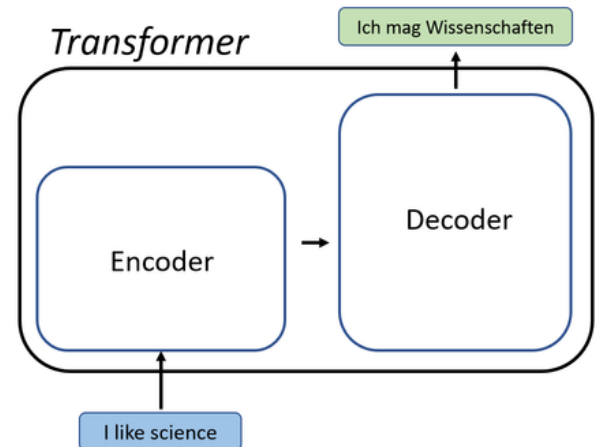 Transformer
Ich mag Wissenschaften
Encoder
Decoder
I like science